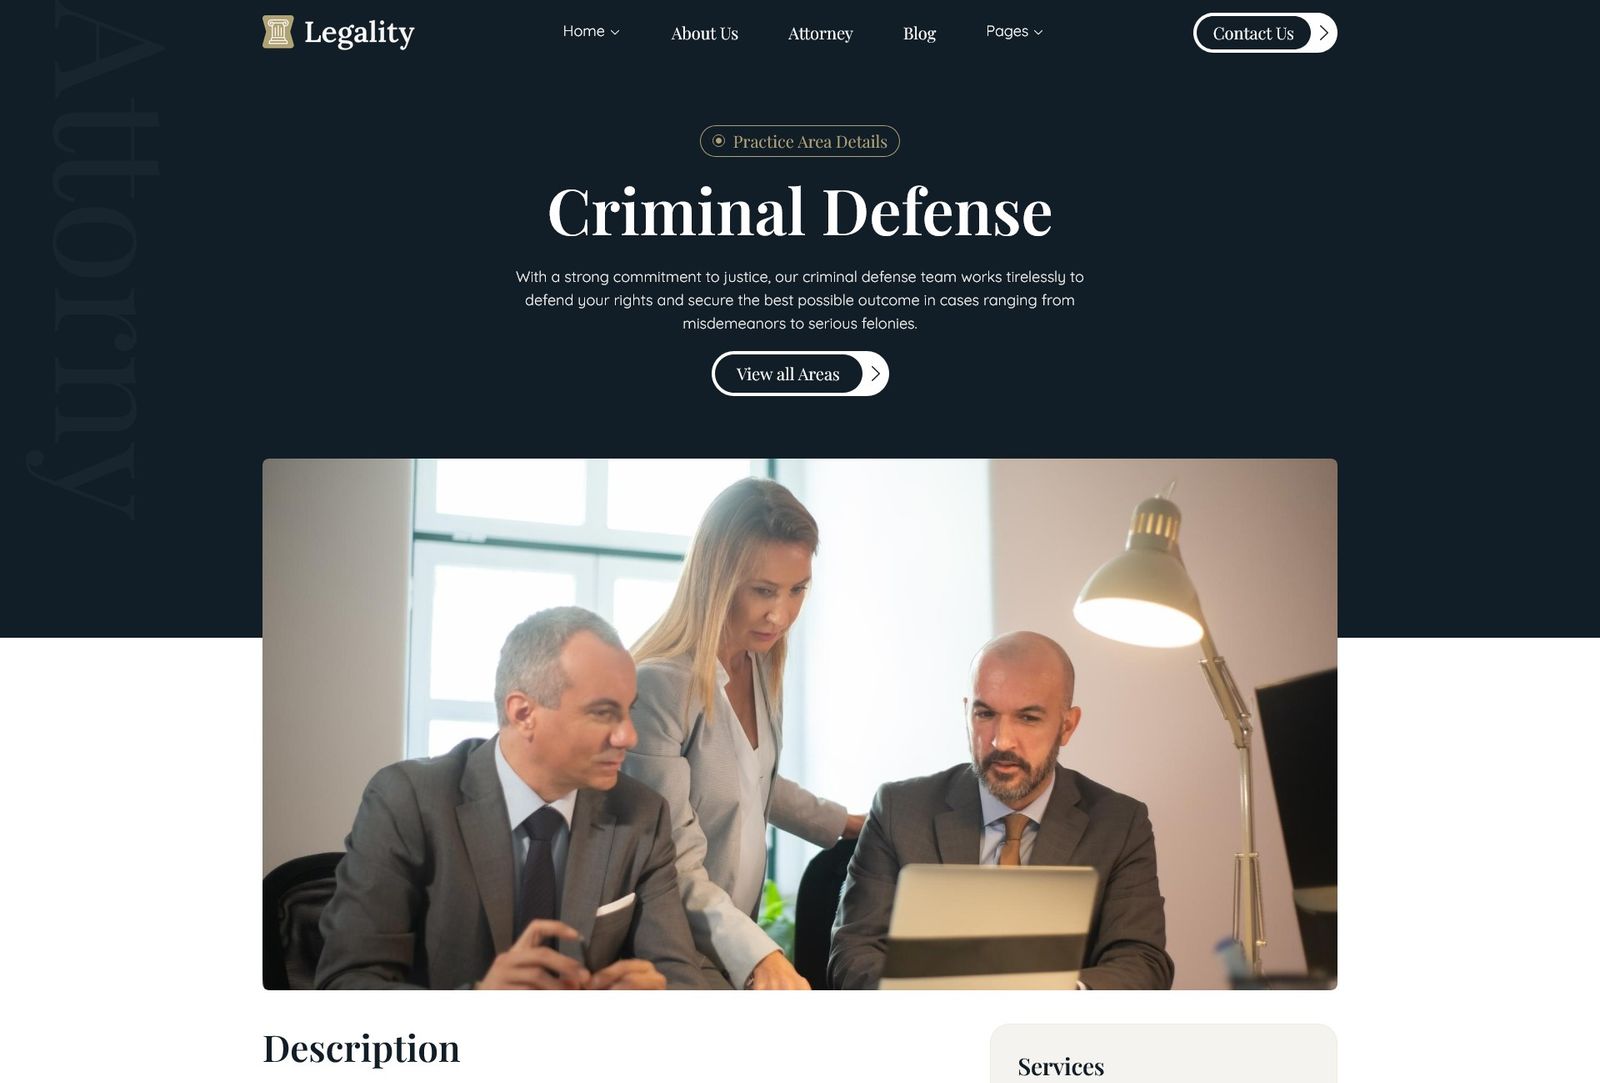 Legality
Home
About Us
Attorney
Blog
Pages
Contact Us
Attorny
Practice Area Details
Criminal Defense
With a strong commitment to justice, our criminal defense team works tirelessly to
defend your rights and secure the best possible outcome in cases ranging from
misdemeanors to serious felonies.
View all Areas
Description
Services